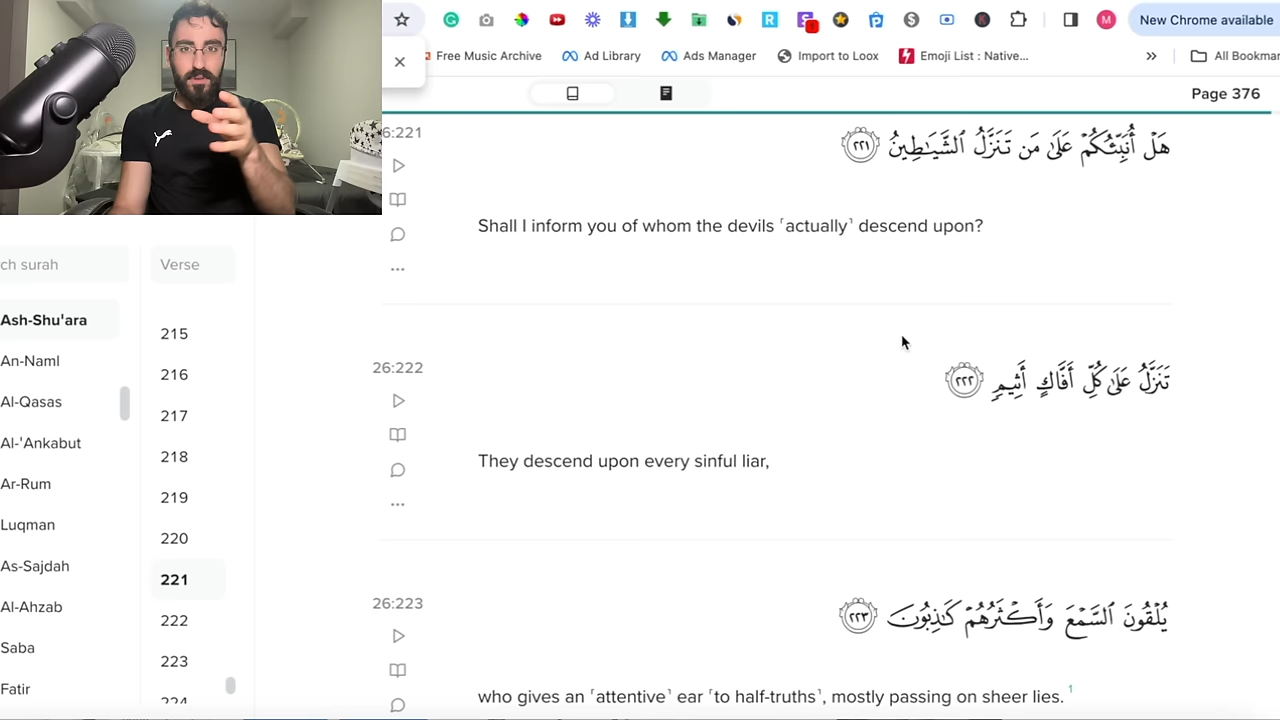 New Chrome available
Free Music Archive
Ad Library
Ads Manager
Import to Loox
Emoji List : Native...
All Bookmar
Page 376
6:221
هَلْ أُنَبِّئُكُمْ عَلَىٰ مَن تَنَزَّلُ ٱلشَّيَـٰطِينُ ٢٢١
Shall I inform you of whom the devils ˹actually˺ descend upon?
ch surah
Verse
Ash-Shu'ara
An-Naml
Al-Qasas
Al-'Ankabut
Ar-Rum
Luqman
As-Sajdah
Al-Ahzab
Saba
Fatir
215
216
217
218
219
220
221
222
223
224
26:222
تَنَزَّلُ عَلَىٰ كُلِّ أَفَّاكٍ أَثِيمٍۢ ٢٢٢
They descend upon every sinful liar,
26:223
يُلْقُونَ ٱلسَّمْعَ وَأَكْثَرُهُمْ كَـٰذِبُونَ ٢٢٣
who gives an ˹attentive˺ ear ˹to half-truths˺, mostly passing on sheer lies. 1